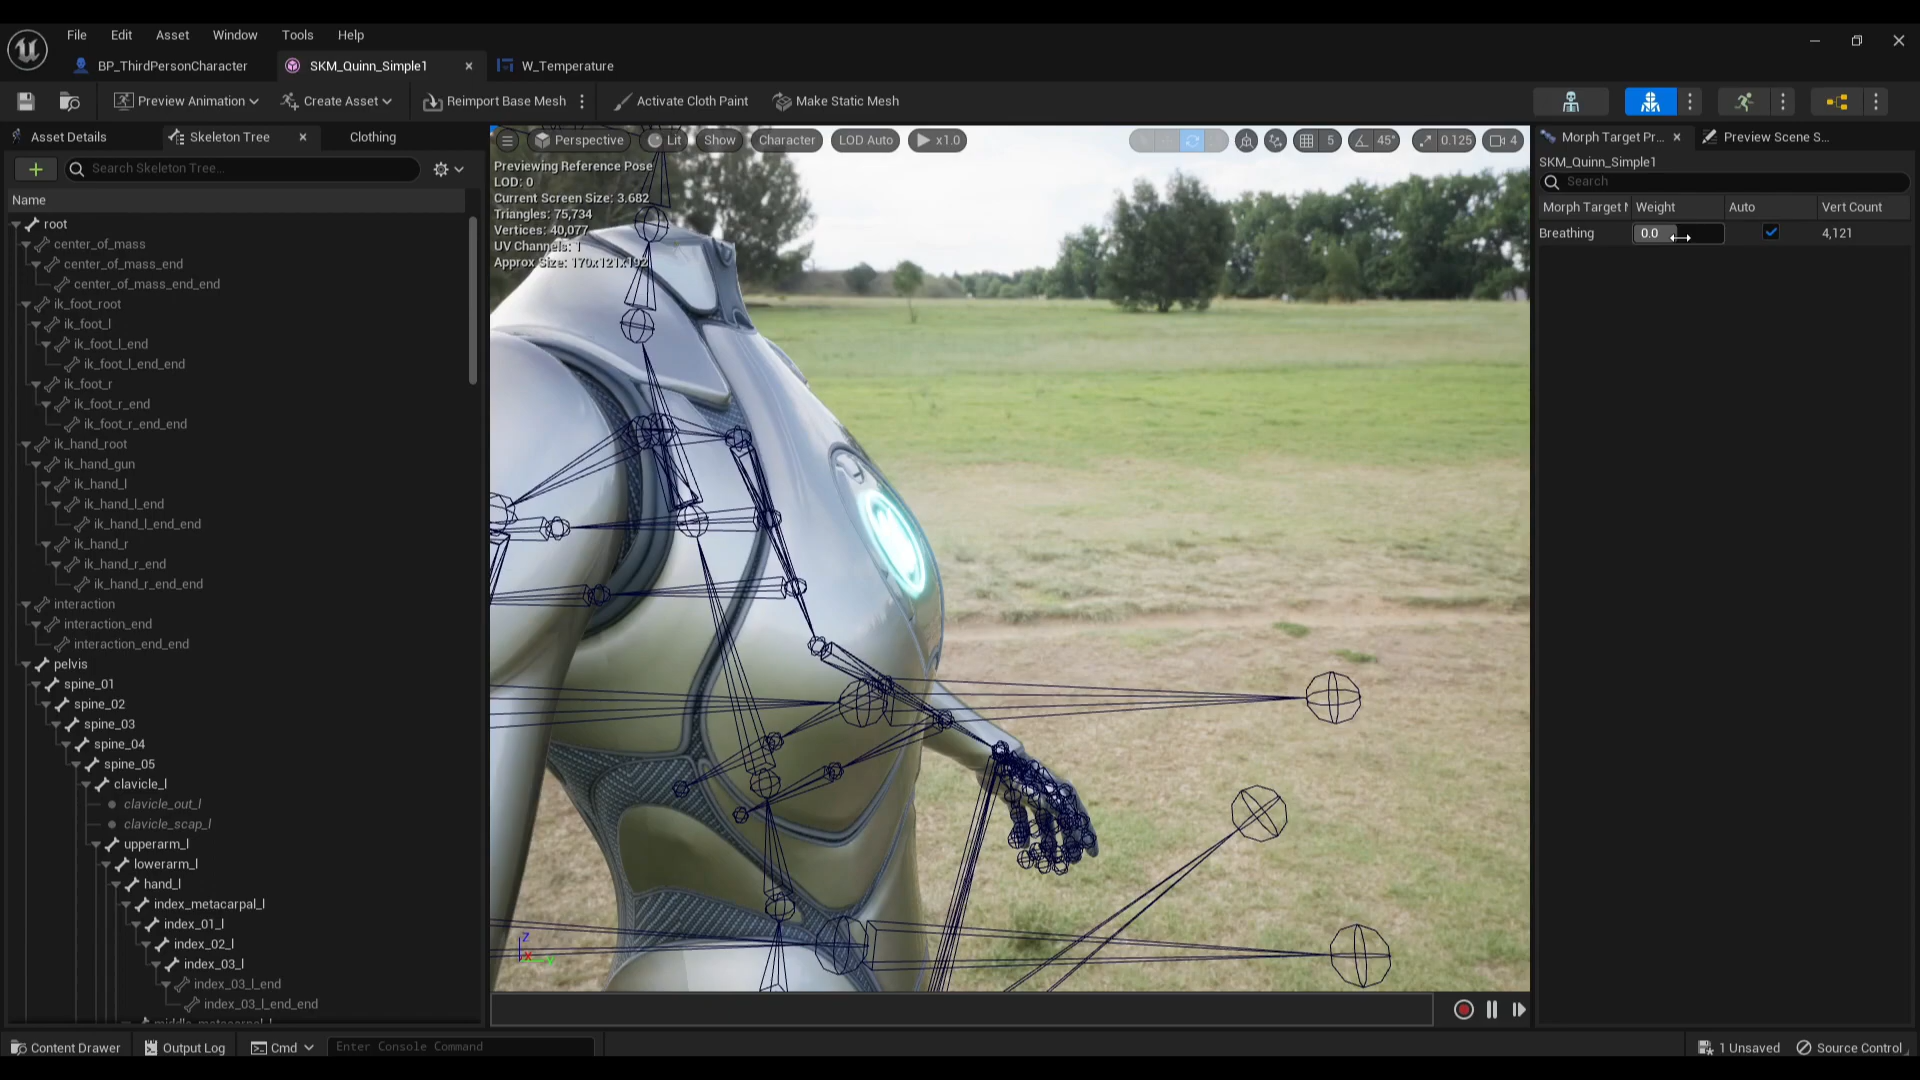 File Edit Asset Window Tools Help
BP_ThirdPersonCharacter SKM_Quinn_Simple1 W_Temperature
Preview Animation Create Asset Reimport Base Mesh Activate Cloth Paint Make Static Mesh
Asset Details Skeleton Tree Clothing
Search Skeleton Tree...
Name
root
center_of_mass
center_of_mass_end
center_of_mass_end_end
ik_foot_root
ik_foot_l
ik_foot_l_end
ik_foot_l_end_end
ik_foot_r
ik_foot_r_end
ik_foot_r_end_end
ik_hand_root
ik_hand_gun
ik_hand_l
ik_hand_l_end
ik_hand_l_end_end
ik_hand_r
ik_hand_r_end
ik_hand_r_end_end
interaction
interaction_end
interaction_end_end
pelvis
spine_01
spine_02
spine_03
spine_04
spine_05
clavicle_l
clavicle_out_l
clavicle_scap_l
upperarm_l
lowerarm_l
hand_l
index_metacarpal_l
index_01_l
index_02_l
index_03_l
index_03_l_end
index_03_l_end_end
Perspective Lit Show Character LOD Auto x1.0 5 45° 0.125 4
Previewing Reference Pose
LOD: 0
Current Screen Size: 3.682
Triangles: 75,734
Vertices: 40,077
UV Channels: 1
Approx Size: 170x121x192
Z
X
Y
Morph Target Pr... Preview Scene S...
SKM_Quinn_Simple1
Search
Morph Target Weight Auto Vert Count
Breathing 0.0 4,121
Content Drawer Output Log Cmd Enter Console Command 1 Unsaved Source Control